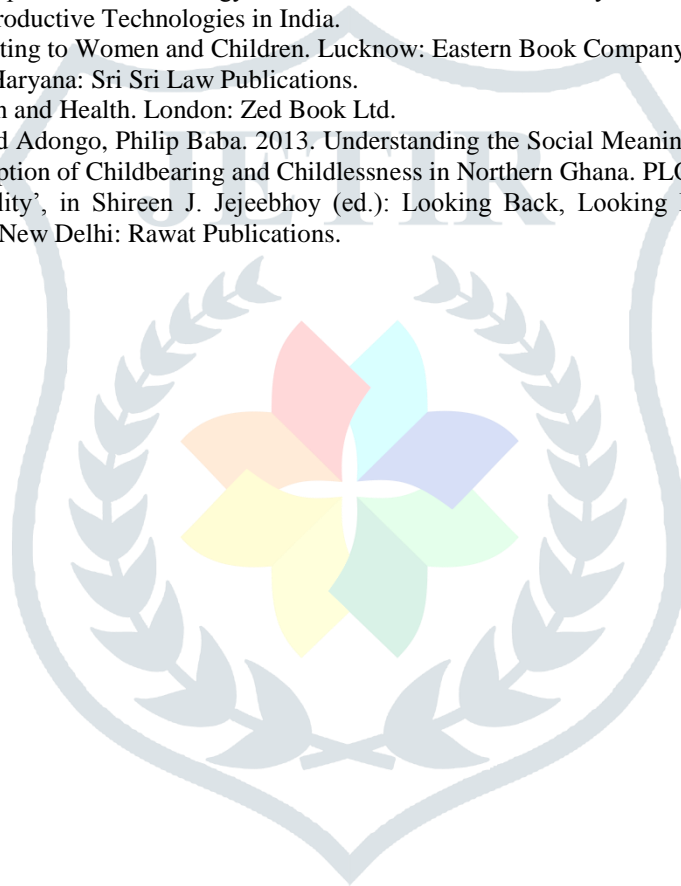 roductive Technologies in India.
ting to Women and Children. Lucknow: Eastern Book Company
Haryana: Sri Sri Law Publications.
n and Health. London: Zed Book Ltd.
d Adongo, Philip Baba. 2013. Understanding the Social Meanin
ption of Childbearing and Childlessness in Northern Ghana. PLO
lity’, in Shireen J. Jejeebhoy (ed.): Looking Back, Looking
New Delhi: Rawat Publications.
JETIR